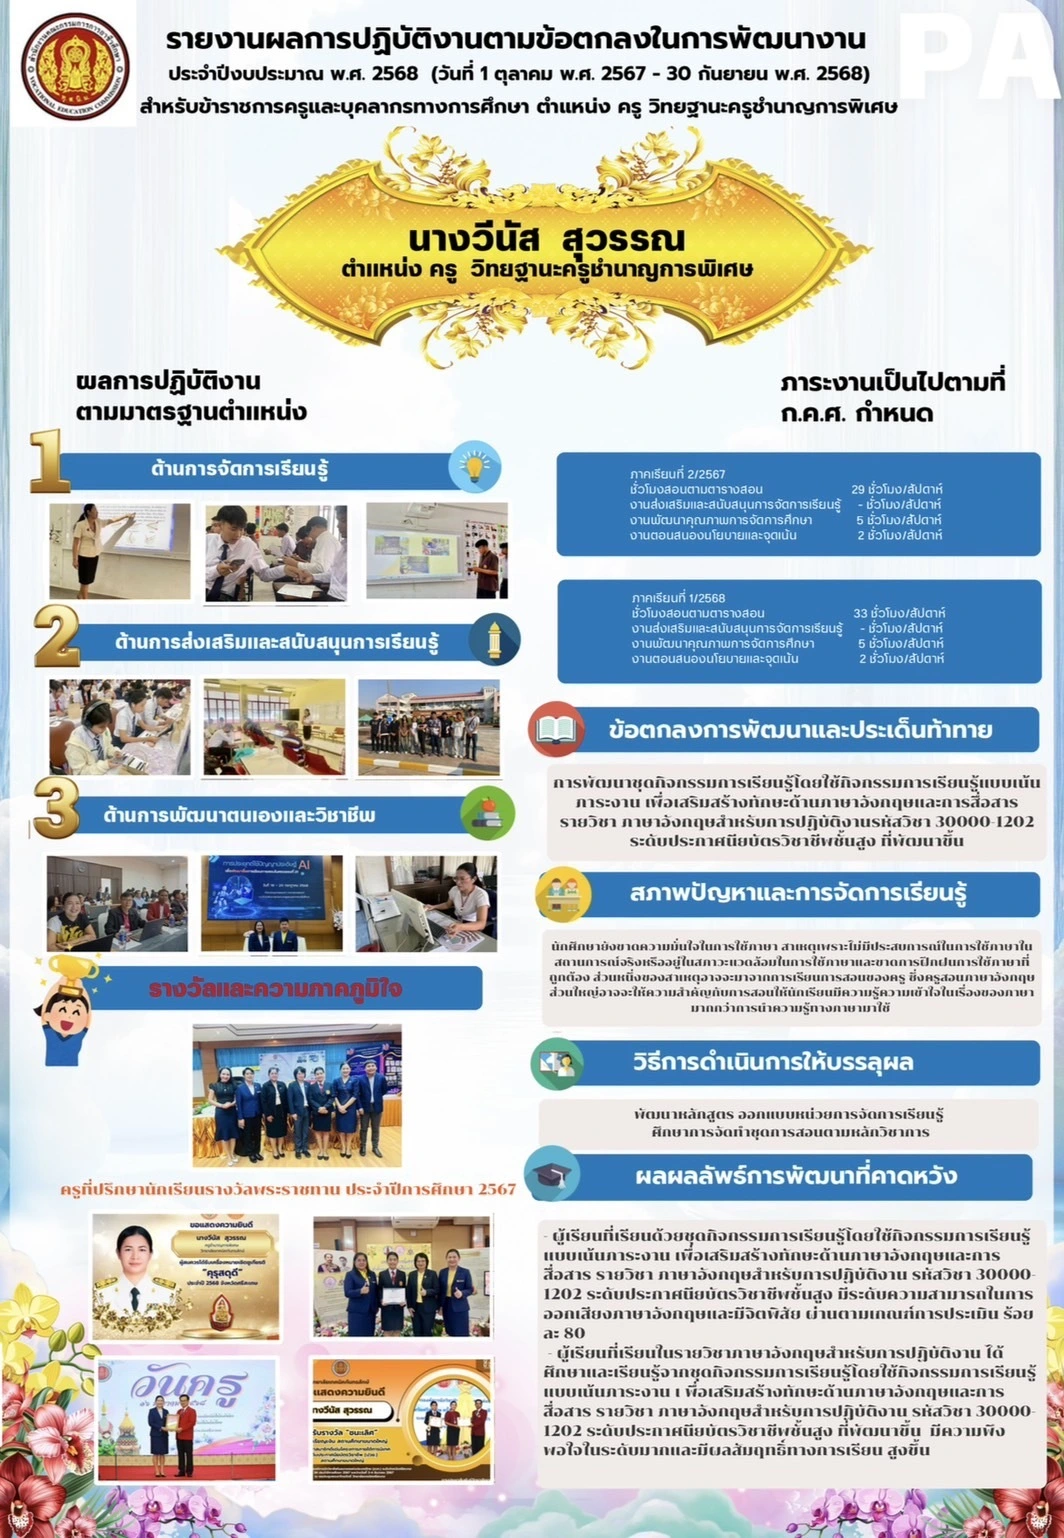 PA
รายงานผลการปฏิบัติงานตามข้อตกลงในการพัฒนางาน
ประจำปีงบประมาณ พ.ศ. 2568 (วันที่ 1 ตุลาคม พ.ศ. 2567 - 30 กันยายน พ.ศ. 2568)
สำหรับข้าราชการครูและบุคลากรทางการศึกษา ตำแหน่ง ครู วิทยฐานะครูชำนาญการพิเศษ
นางวีนัส สุวรรณ
ตำแหน่ง ครู วิทยฐานะครูชำนาญการพิเศษ
ผลการปฏิบัติงาน
ตามมาตรฐานตำแหน่ง
1
ด้านการจัดการเรียนรู้
2
ด้านการส่งเสริมและสนับสนุนการเรียนรู้
3
ด้านการพัฒนาตนเองและวิชาชีพ
การประยุกต์ใช้ปัญญาประดิษฐ์ AI
รางวัลและความภาคภูมิใจ
ครูที่ปรึกษานักเรียนรางวัลพระราชทาน ประจำปีการศึกษา 2567
ขอแสดงความยินดี
นางวีนัส สุวรรณ
"คุรุสดุดี"
ประจำปี 2568 จังหวัดศรีสะเกษ
วันครู
แสดงความยินดี
างวีนัส สุวรรณ
รับรางวัล "ชนะเลิศ"
ภาระงานเป็นไปตามที่
ก.ค.ศ. กำหนด
ภาคเรียนที่ 2/2567
ชั่วโมงสอนตามตารางสอน 29 ชั่วโมง/สัปดาห์
งานส่งเสริมและสนับสนุนการจัดการเรียนรู้ - ชั่วโมง/สัปดาห์
งานพัฒนาคุณภาพการจัดการศึกษา 5 ชั่วโมง/สัปดาห์
งานตอบสนองนโยบายและจุดเน้น 2 ชั่วโมง/สัปดาห์
ภาคเรียนที่ 1/2568
ชั่วโมงสอนตามตารางสอน 33 ชั่วโมง/สัปดาห์
งานส่งเสริมและสนับสนุนการจัดการเรียนรู้ - ชั่วโมง/สัปดาห์
งานพัฒนาคุณภาพการจัดการศึกษา 5 ชั่วโมง/สัปดาห์
งานตอบสนองนโยบายและจุดเน้น 2 ชั่วโมง/สัปดาห์
ข้อตกลงการพัฒนาและประเด็นท้าทาย
การพัฒนาชุดกิจกรรมการเรียนรู้โดยใช้กิจกรรมการเรียนรู้แบบเน้น
ภาระงาน เพื่อเสริมสร้างทักษะด้านภาษาอังกฤษและการสื่อสาร
รายวิชา ภาษาอังกฤษสำหรับการปฏิบัติงานรหัสวิชา 30000-1202
ระดับประกาศนียบัตรวิชาชีพชั้นสูง ที่พัฒนาขึ้น
สภาพปัญหาและการจัดการเรียนรู้
นักศึกษายังขาดความมั่นใจในการใช้ภาษา สาเหตุเพราะไม่มีประสบการณ์ในการใช้ภาษาใน
สถานการณ์จริงหรืออยู่ในสภาวะแวดล้อมในการใช้ภาษาและขาดการฝึกฝนการใช้ภาษาที่
ถูกต้อง ส่วนหนึ่งของสาเหตุอาจจะมาจากการเรียนการสอนของครู ซึ่งครูสอนภาษาอังกฤษ
ส่วนใหญ่อาจจะให้ความสำคัญกับการสอนให้นักเรียนมีความรู้ความเข้าใจในเรื่องของภาษา
มากกว่าการนำความรู้ทางภาษามาใช้
วิธีการดำเนินการให้บรรลุผล
พัฒนาหลักสูตร ออกแบบหน่วยการจัดการเรียนรู้
ศึกษาการจัดทำชุดการสอนตามหลักวิชาการ
ผลผลลัพธ์การพัฒนาที่คาดหวัง
- ผู้เรียนที่เรียนด้วยชุดกิจกรรมการเรียนรู้โดยใช้กิจกรรมการเรียนรู้
แบบเน้นภาระงาน เพื่อเสริมสร้างทักษะด้านภาษาอังกฤษและการ
สื่อสาร รายวิชา ภาษาอังกฤษสำหรับการปฏิบัติงาน รหัสวิชา 30000-
1202 ระดับประกาศนียบัตรวิชาชีพชั้นสูง มีระดับความสามารถในการ
ออกเสียงภาษาอังกฤษและมีจิตพิสัย ผ่านตามเกณฑ์การประเมิน ร้อย
ละ 80
- ผู้เรียนที่เรียนในรายวิชาภาษาอังกฤษสำหรับการปฏิบัติงาน ได้
ศึกษาและเรียนรู้จากชุดกิจกรรมการเรียนรู้โดยใช้กิจกรรมการเรียนรู้
แบบเน้นภาระงาน เ พื่อเสริมสร้างทักษะด้านภาษาอังกฤษและการ
สื่อสาร รายวิชา ภาษาอังกฤษสำหรับการปฏิบัติงาน รหัสวิชา 30000-
1202 ระดับประกาศนียบัตรวิชาชีพชั้นสูง ที่พัฒนาขึ้น มีความพึง
พอใจในระดับมากและมีผลสัมฤทธิ์ทางการเรียน สูงขึ้น